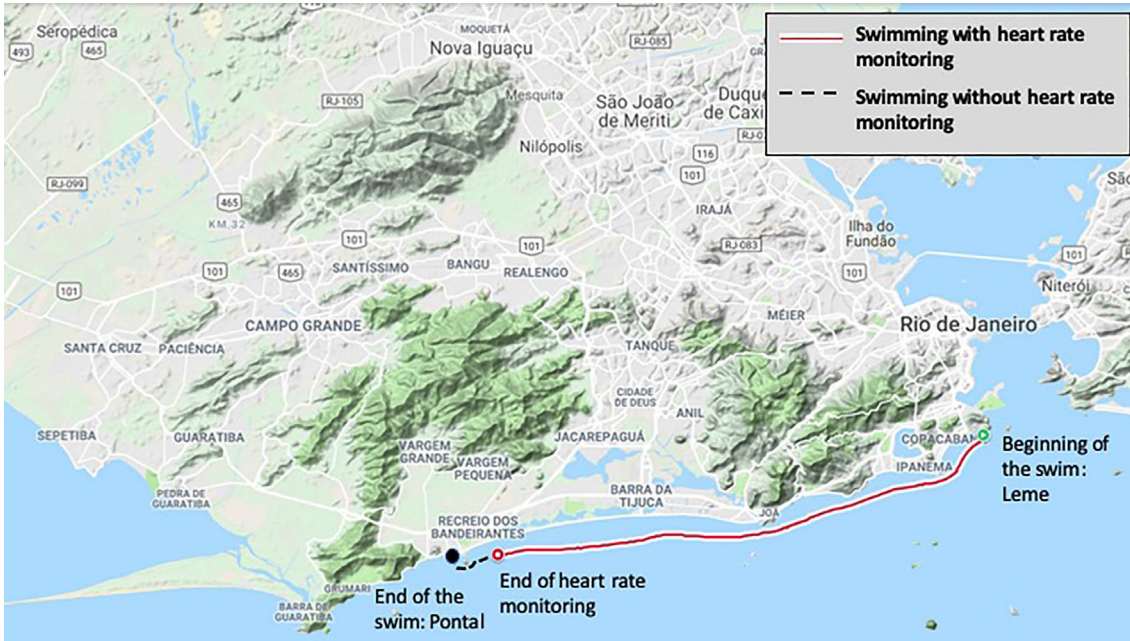 Swimming with heart rate
monitoring
Swimming without heart rate
monitoring
Seropédica
493
465
MOQUETÁ
Nova Iguaçu
RJ-085
RJ-105
Mesquita
São João
de Meriti
Duque
de Caxi
Nilópolis
116
101
RJ-099
465
KM 32
IRAJÁ
Ilha do
Fundão
RJ-083
101
101
101
101
465
101
101
SANTÍSSIMO
BANGU
REALENGO
Niterói
CAMPO GRANDE
MÉIER
Rio de Janeiro
SANTA CRUZ
PACIÊNCIA
TANQUE
CIDADE
DE DEUS
ANIL
SEPETIBA
GUARATIBA
VARGEM
GRANDE
JACAREPAGUÁ
COPACABAN
VARGEM
PEQUENA
IPANEMA
Beginning of
the swim:
Leme
PEDRA DE
GUARATIBA
BARRA DA
TIJUCA
JOÁ
RECREIO DOS
BANDEIRANTES
GRUMARI
BARRA DE
GUARATIBA
End of the
swim: Pontal
End of heart rate
monitoring